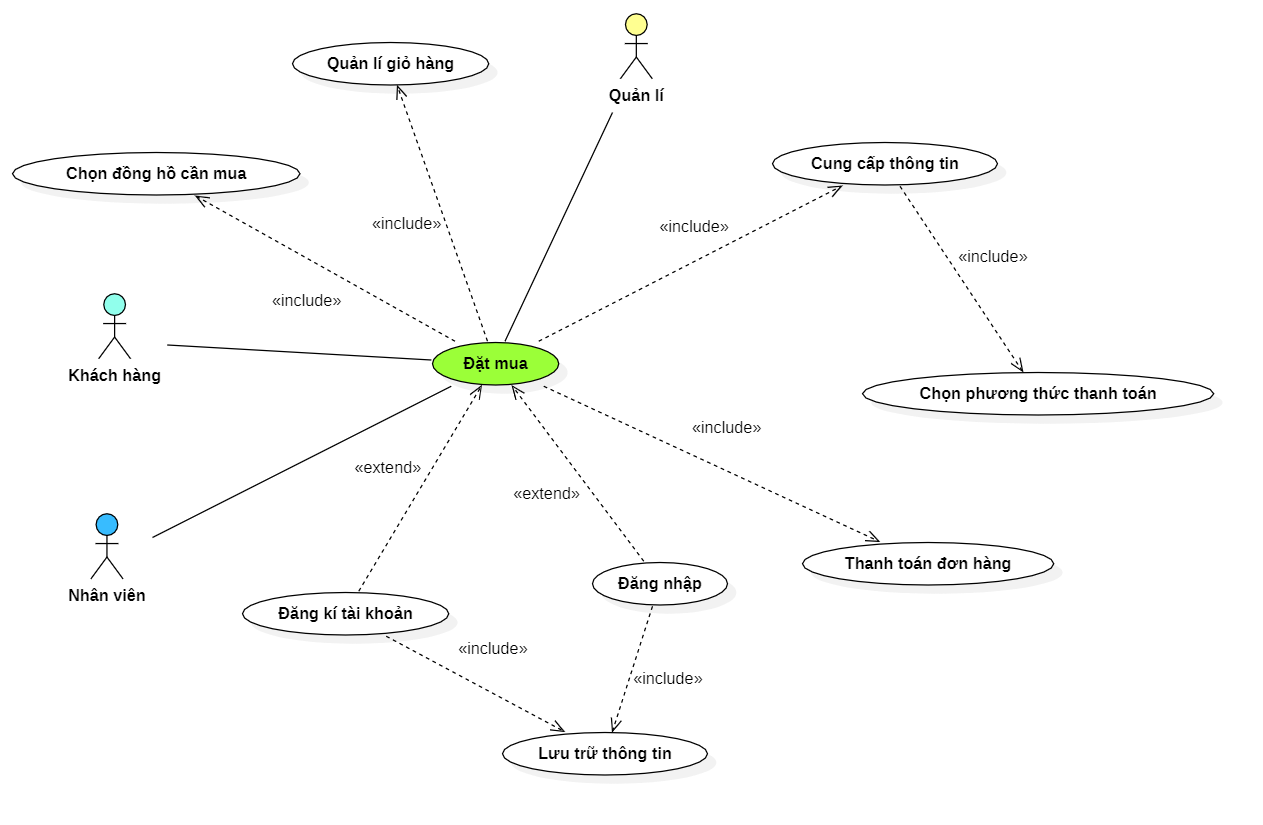 Quản lí giỏ hàng
Quản lí
Chọn đồng hồ cần mua
Cung cấp thông tin
«include»
«include»
«include»
«include»
Khách hàng
Đặt mua
Chọn phương thức thanh toán
«include»
«extend»
«extend»
Thanh toán đơn hàng
Nhân viên
Đăng nhập
Đăng kí tài khoản
«include»
«include»
Lưu trữ thông tin